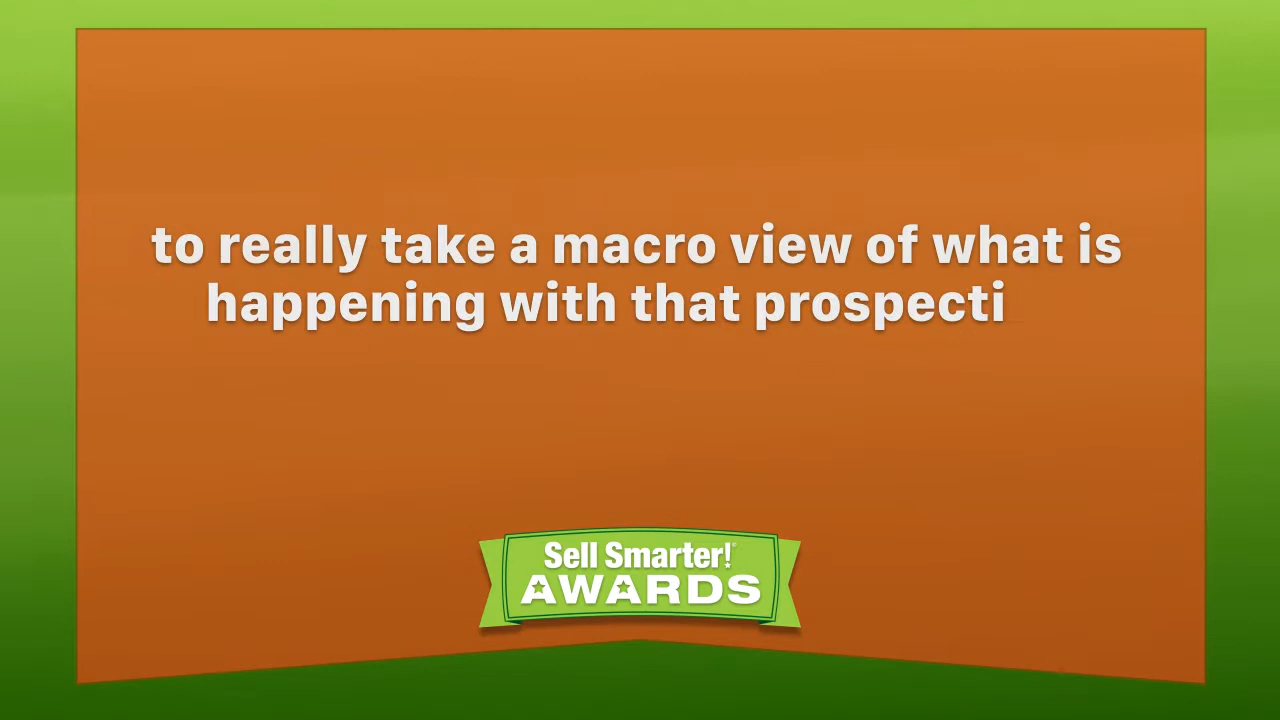 to really take a macro view of what is
happening with that prospecti
Sell Smarter!
AWARDS